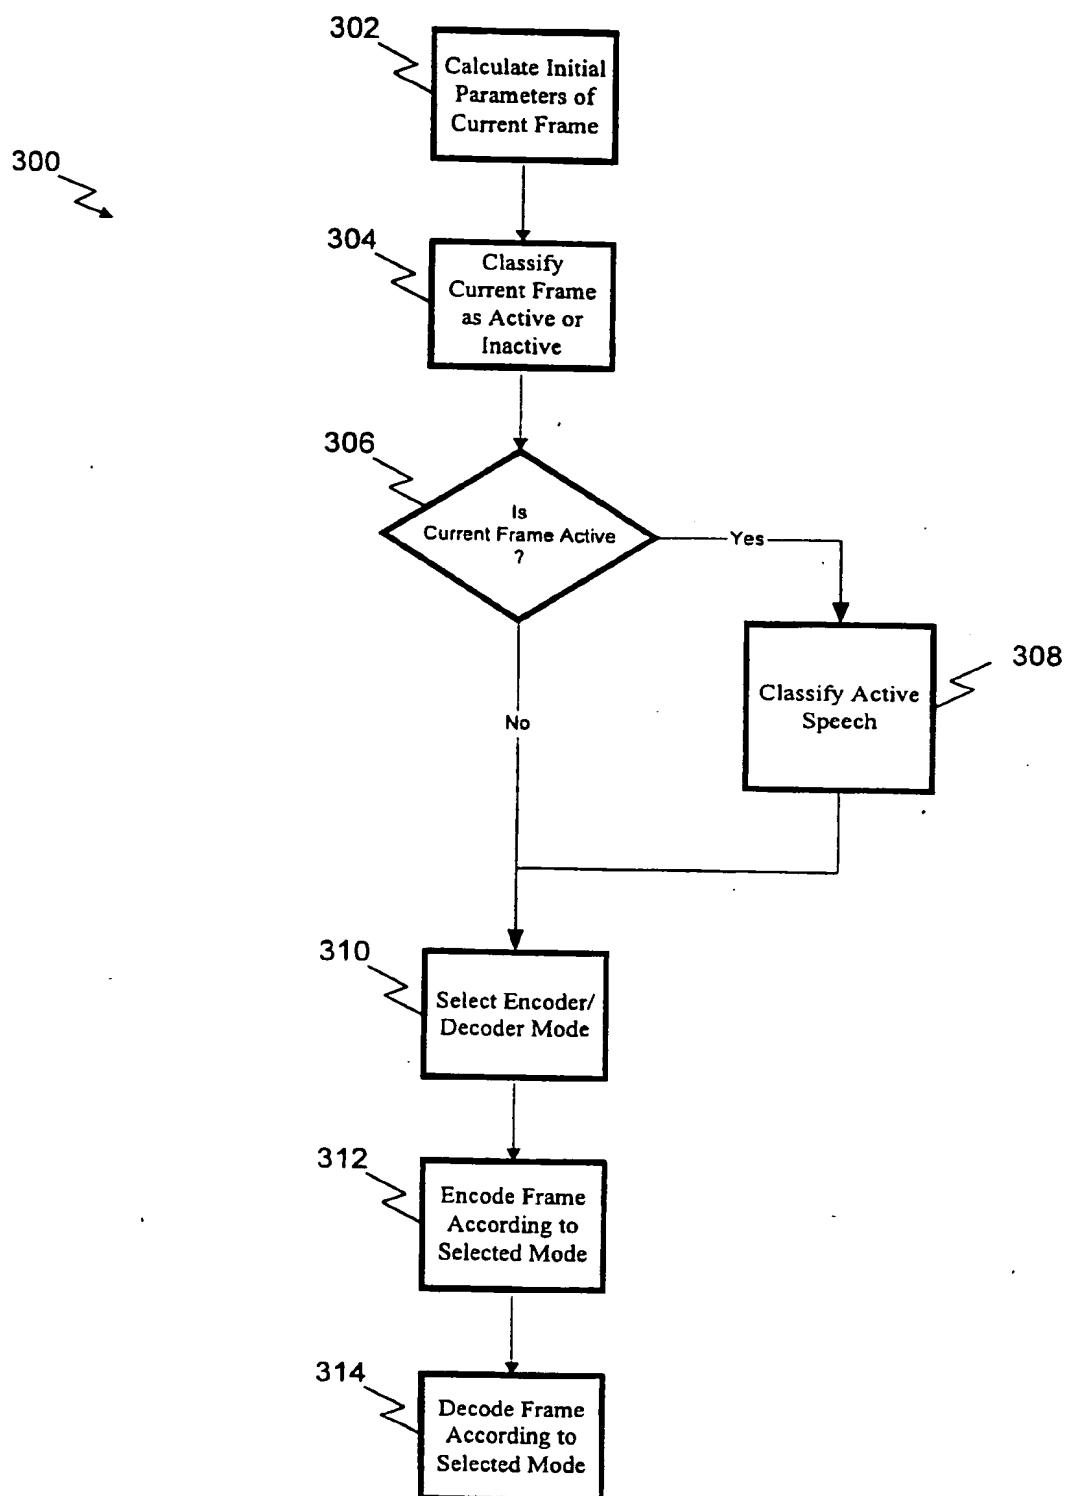 302
Calculate Initial
Parameters of
Current Frame
300
304
Classify
Current Frame
as Active or
Inactive
306
Is
Current Frame Active
?
Yes
308
Classify Active
Speech
No
310
Select Encoder/
Decoder Mode
312
Encode Frame
According to
Selected Mode
314
Decode Frame
According to
Selected Mode